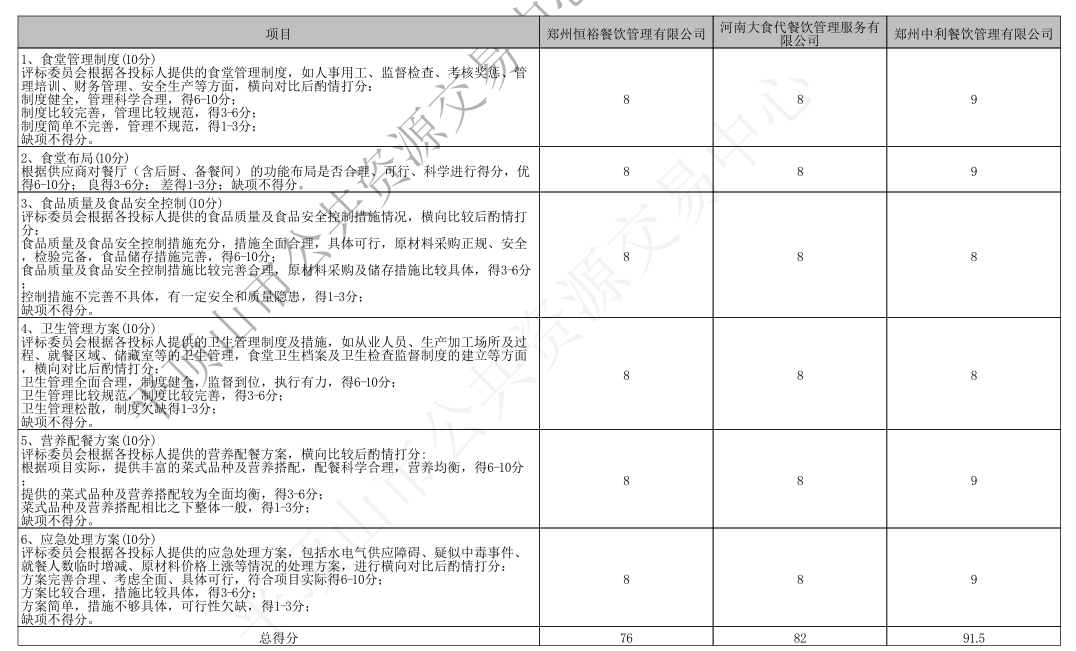 项目
郑州恒裕餐饮管理有限公司
河南大食代餐饮管理服务有
限公司
郑州中利餐饮管理有限公司
1、食堂管理制度(10分)
评标委员会根据各投标人提供的食堂管理制度，如人事用工、监督检查、考核奖惩、管
理培训、财务管理、安全生产等方面，横向对比后酌情打分：
制度健全，管理科学合理，得6-10分；
制度比较完善，管理比较规范，得3-6分；
制度简单不完善，管理不规范，得1-3分；
缺项不得分。
8
8
9
2、食堂布局(10分)
根据供应商对餐厅（含后厨、备餐间） 的功能布局是否合理、可行、科学进行得分，优
得6-10分； 良得3-6分； 差得1-3分；缺项不得分。
8
8
9
3、食品质量及食品安全控制(10分)
评标委员会根据各投标人提供的食品质量及食品安全控制措施情况，横向比较后酌情打
分：
食品质量及食品安全控制措施充分，措施全面合理，具体可行，原材料采购正规、安全
，检验完备，食品储存措施完善，得6-10分；
食品质量及食品安全控制措施比较完善合理，原材料采购及储存措施比较具体，得3-6分
；
控制措施不完善不具体，有一定安全和质量隐患，得1-3分；
缺项不得分。
8
8
8
4、卫生管理方案(10分)
评标委员会根据各投标人提供的卫生管理制度及措施，如从业人员、生产加工场所及过
程、就餐区域、储藏室等的卫生管理，食堂卫生档案及卫生检查监督制度的建立等方面
，横向对比后酌情打分：
卫生管理全面合理，制度健全，监督到位，执行有力，得6-10分；
卫生管理比较规范，制度比较完善，得3-6分；
卫生管理松散，制度欠缺得1-3分；
缺项不得分。
8
8
8
5、营养配餐方案(10分)
评标委员会根据各投标人提供的营养配餐方案，横向比较后酌情打分：
根据项目实际，提供丰富的菜式品种及营养搭配，配餐科学合理，营养均衡，得6-10分
；
提供的菜式品种及营养搭配较为全面均衡，得3-6分；
菜式品种及营养搭配相比之下整体一般，得1-3分；
缺项不得分。
8
8
9
6、应急处理方案(10分)
评标委员会根据各投标人提供的应急处理方案，包括水电气供应障碍、疑似中毒事件、
就餐人数临时增减、原材料价格上涨等情况的处理方案，进行横向对比后酌情打分：
方案完善合理、考虑全面、具体可行，符合项目实际得6-10分；
方案比较合理，措施比较具体，得3-6分；
方案简单，措施不够具体，可行性欠缺，得1-3分；
缺项不得分。
8
8
9
总得分
76
82
91.5
平顶山市公共资源交易中心
平顶山市公共资源交易中心